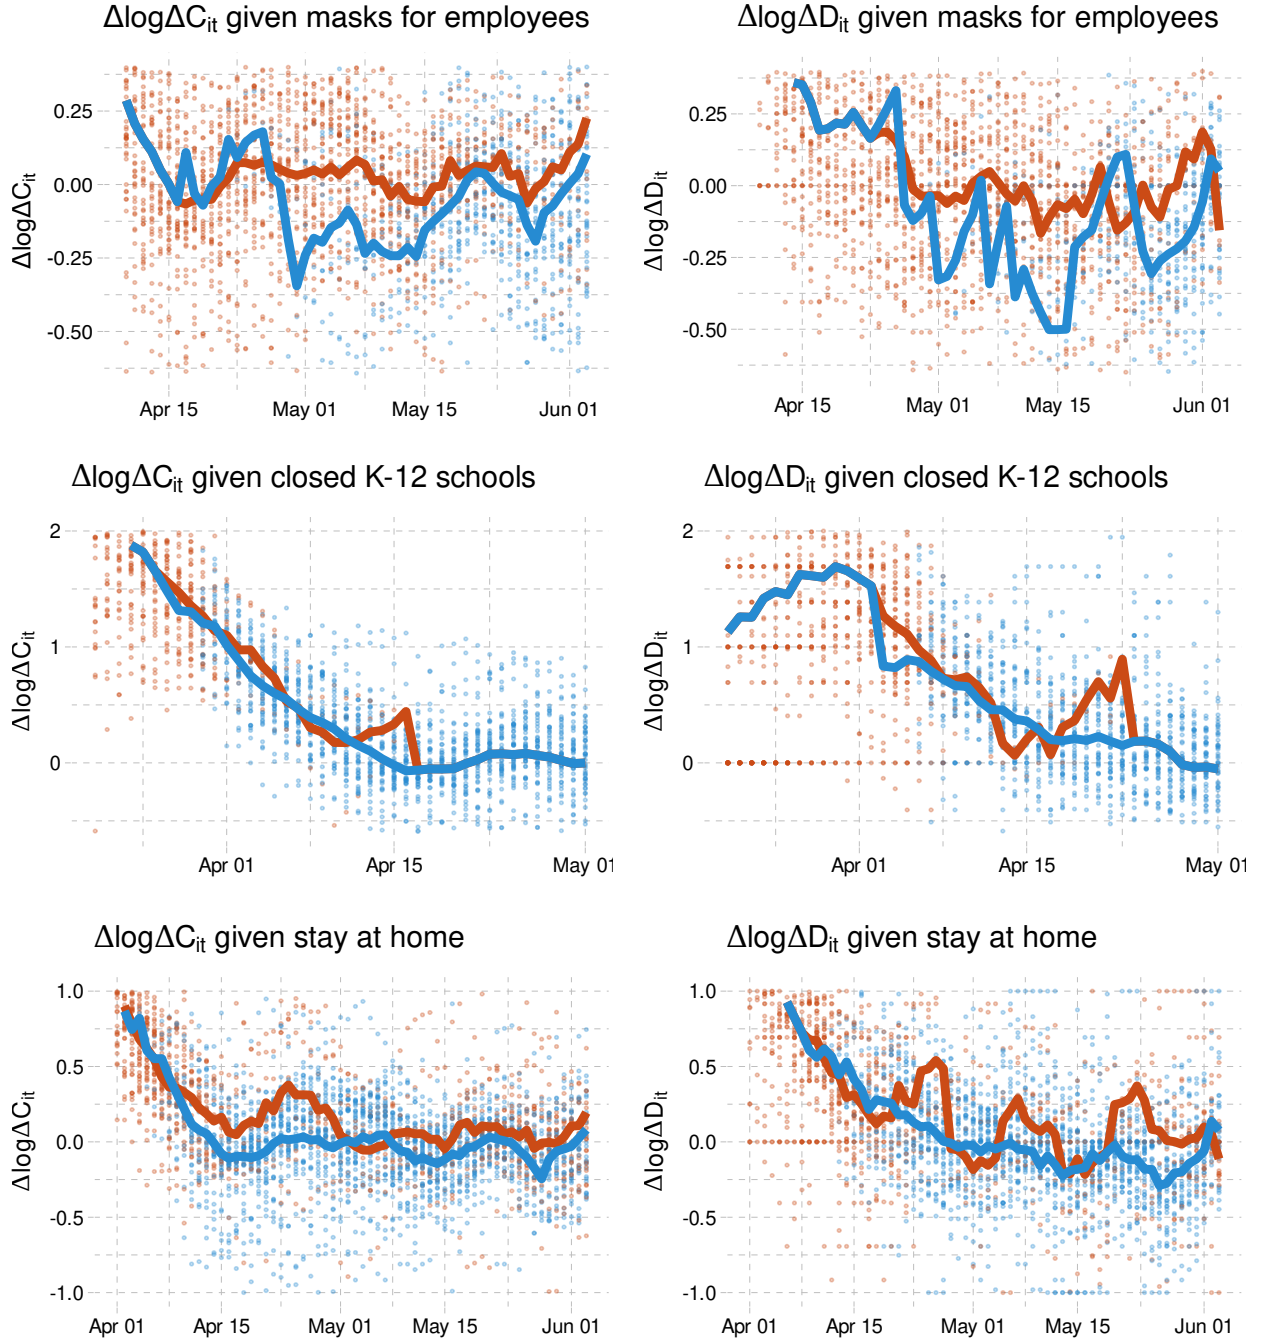 ΔlogΔCit given masks for employees
ΔlogΔCit
0.25
0.00
-0.25
-0.50
Apr 15
May 01
May 15
Jun 01
ΔlogΔDit given masks for employees
ΔlogΔDit
0.25
0.00
-0.25
-0.50
Apr 15
May 01
May 15
Jun 01
ΔlogΔCit given closed K-12 schools
ΔlogΔCit
2
1
0
Apr 01
Apr 15
May 01
ΔlogΔDit given closed K-12 schools
ΔlogΔDit
2
1
0
Apr 01
Apr 15
May 01
ΔlogΔCit given stay at home
ΔlogΔCit
1.0
0.5
0.0
-0.5
-1.0
Apr 01
Apr 15
May 01
May 15
Jun 01
ΔlogΔDit given stay at home
ΔlogΔDit
1.0
0.5
0.0
-0.5
-1.0
Apr 01
Apr 15
May 01
May 15
Jun 01